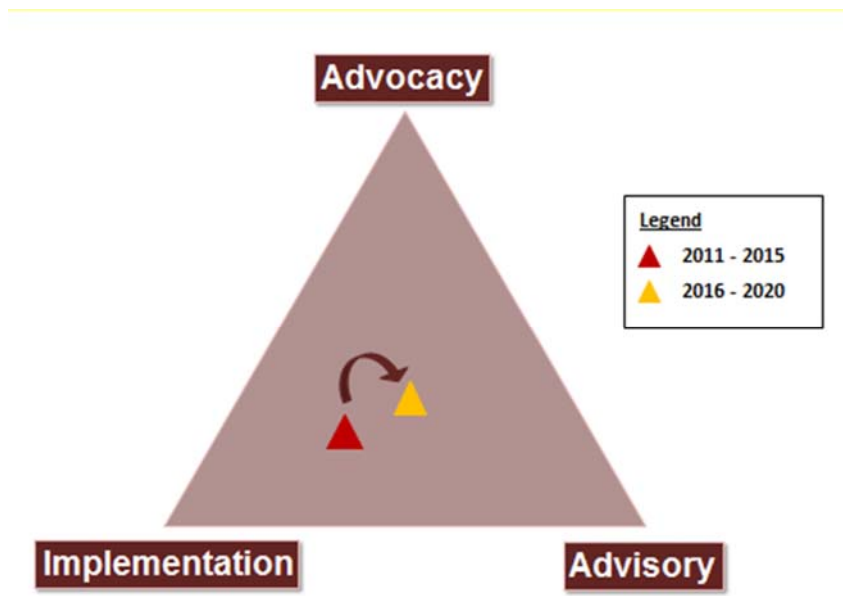 Advocacy
Legend
2011 - 2015
2016 - 2020
Implementation
Advisory